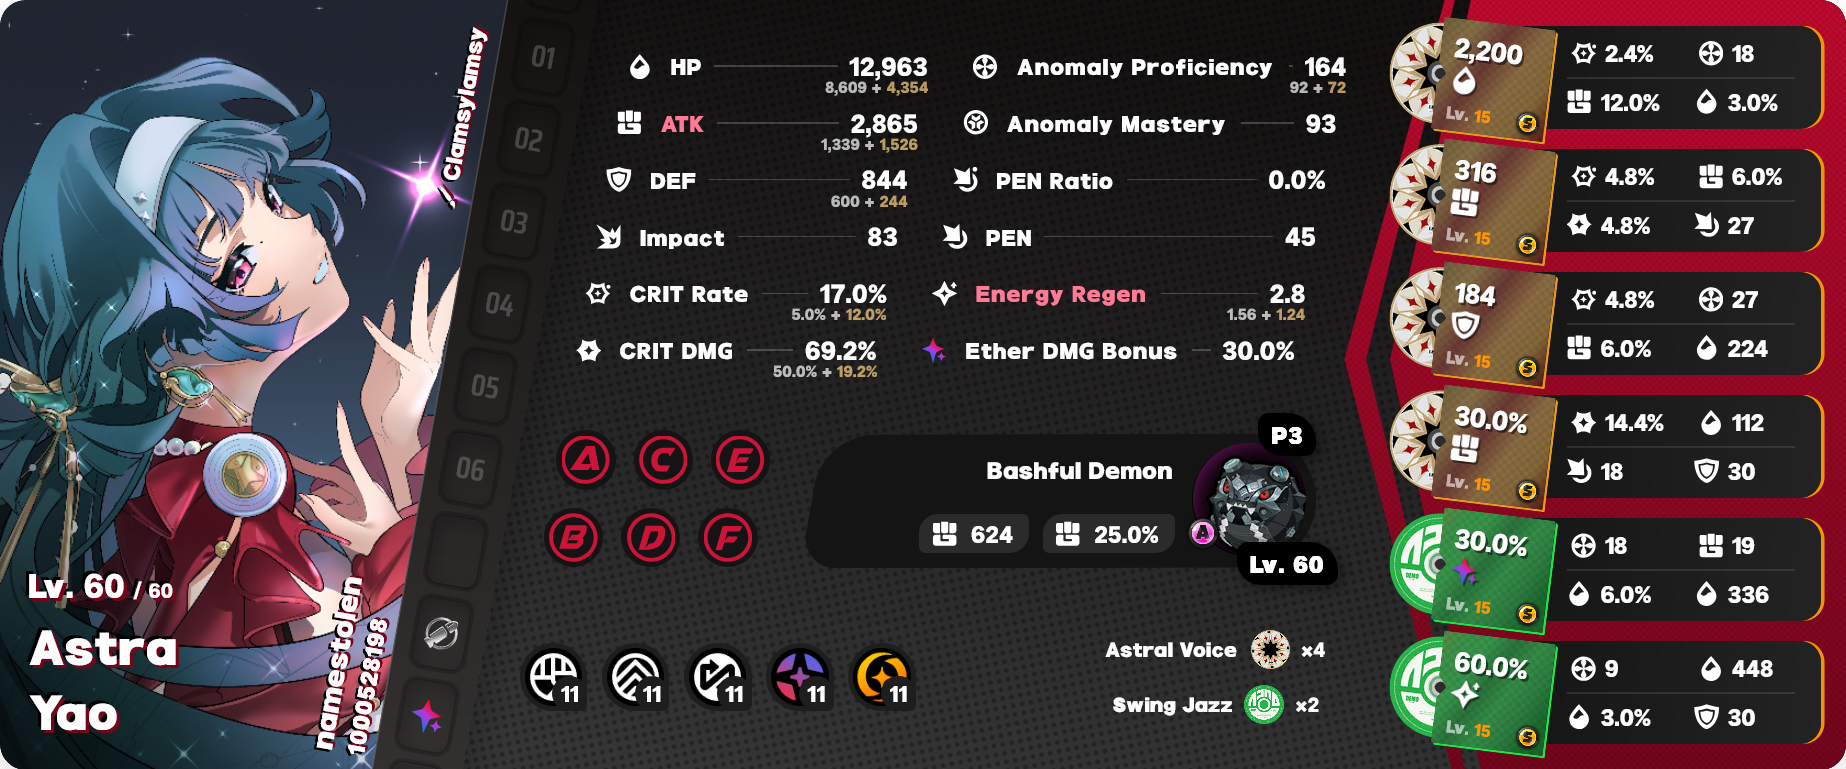 Clamsylamsy
Lv. 60 / 60
Astra
Yao
namestolen
1000528198
01
02
03
04
05
06
HP 12,963
8,609 + 4,354
ATK 2,865
1,339 + 1,526
DEF 844
600 + 244
Impact 83
CRIT Rate 17.0%
5.0% + 12.0%
CRIT DMG 69.2%
50.0% + 19.2%
Anomaly Proficiency 164
92 + 72
Anomaly Mastery 93
PEN Ratio 0.0%
PEN 45
Energy Regen 2.8
1.56 + 1.24
Ether DMG Bonus 30.0%
A C E
B D F
P3
Bashful Demon
624 25.0%
A
Lv. 60
11 11 11 11 11
Astral Voice ×4
Swing Jazz ×2
2,200
Lv. 15 S
2.4% 18
12.0% 3.0%
316
Lv. 15 S
4.8% 6.0%
4.8% 27
184
Lv. 15 S
4.8% 27
6.0% 224
30.0%
Lv. 15 S
14.4% 112
18 30
30.0%
Lv. 15 S
18 19
6.0% 336
60.0%
Lv. 15 S
9 448
3.0% 30